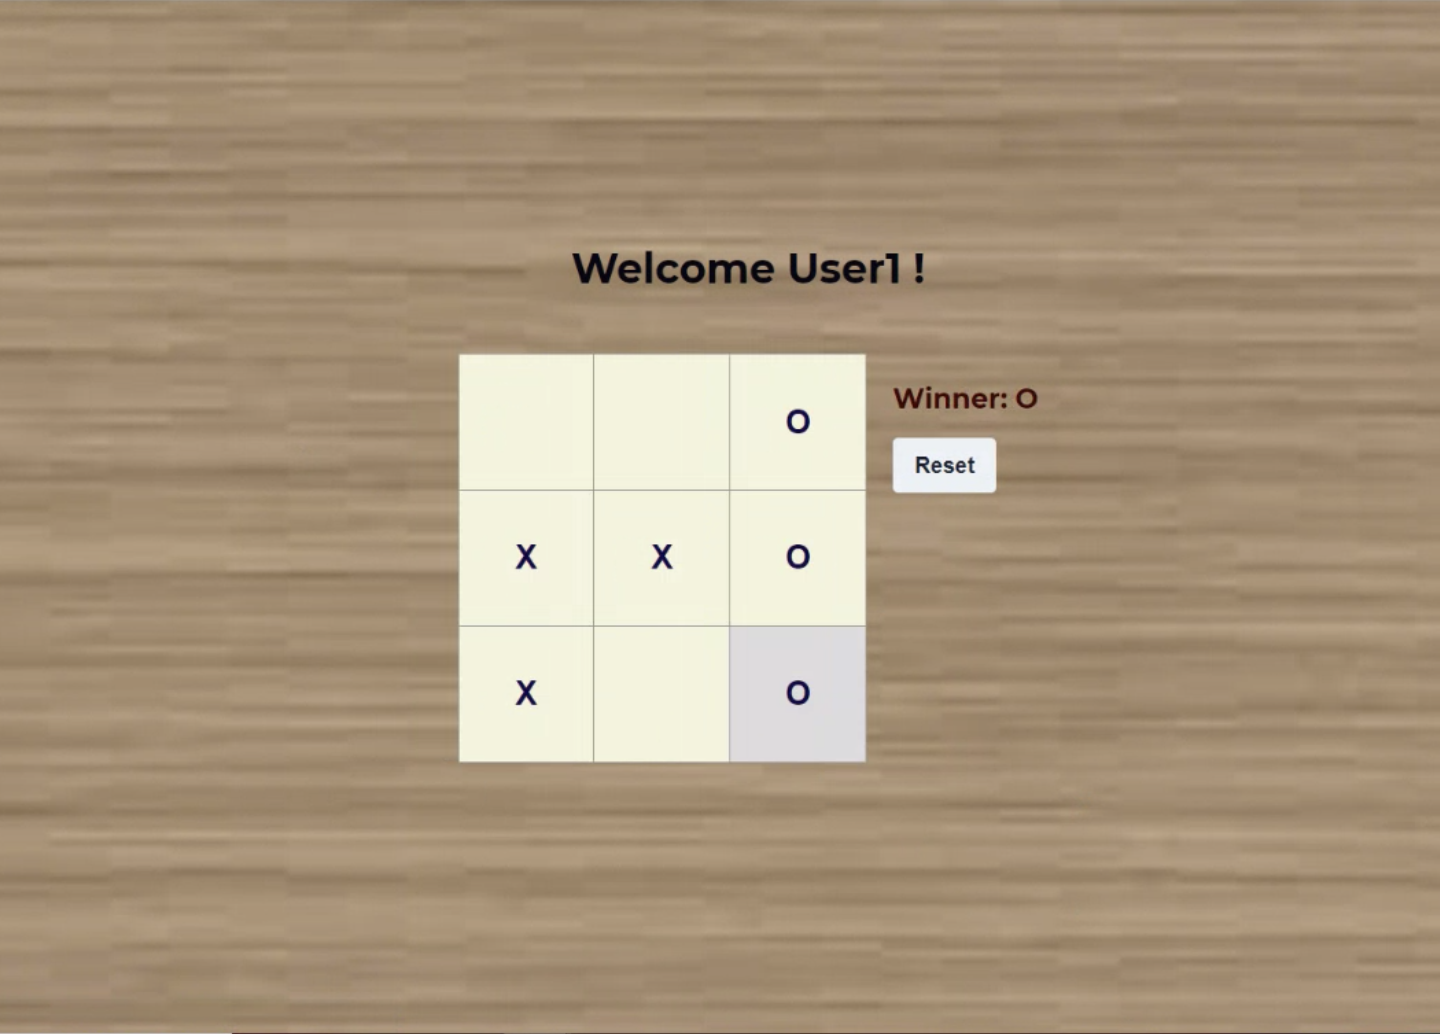 Welcome User1 !
Winner: O
Reset
O
X X O
X O